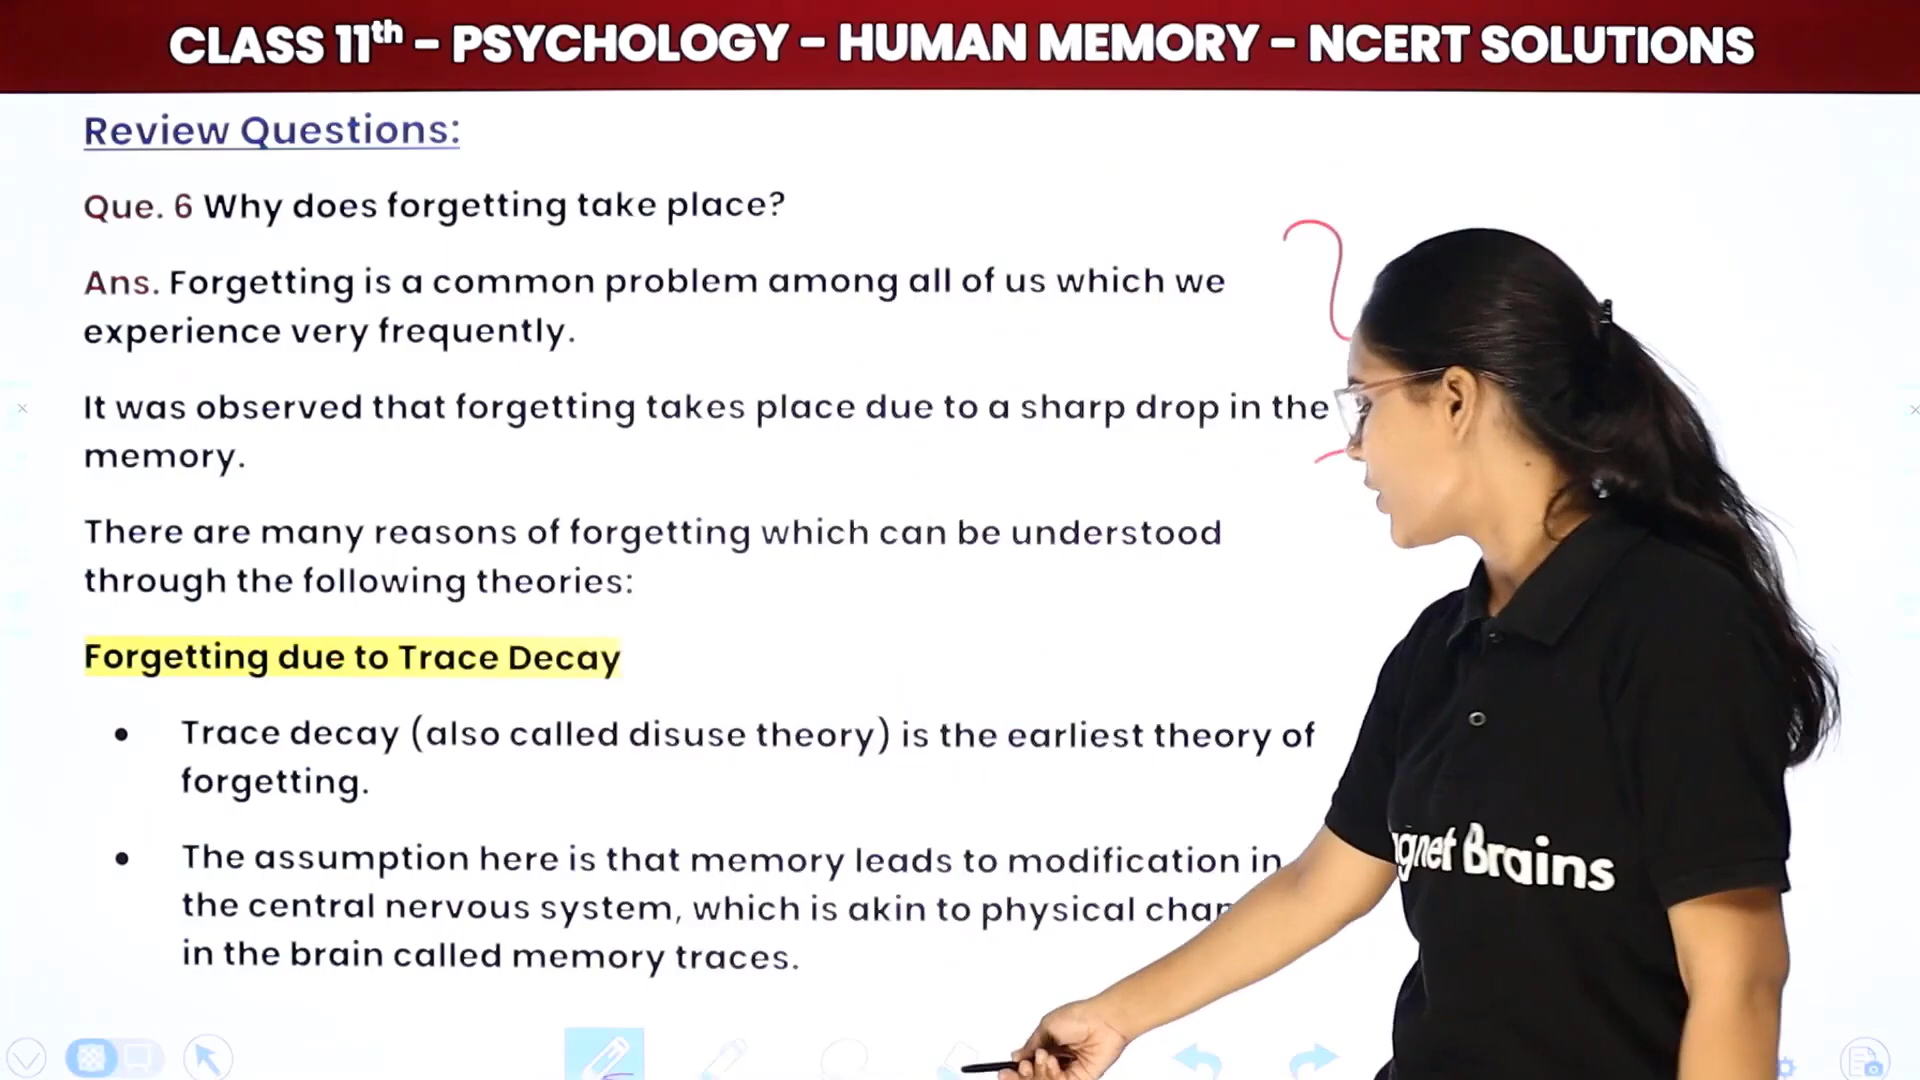 CLASS 11th – PSYCHOLOGY – HUMAN MEMORY – NCERT SOLUTIONS
Review Questions:
Que. 6 Why does forgetting take place?
Ans. Forgetting is a common problem among all of us which we
experience very frequently.
It was observed that forgetting takes place due to a sharp drop in the
memory.
There are many reasons of forgetting which can be understood
through the following theories:
Forgetting due to Trace Decay
• Trace decay (also called disuse theory) is the earliest theory of
forgetting.
• The assumption here is that memory leads to modification in
the central nervous system, which is akin to physical
in the brain called memory traces.
Brains